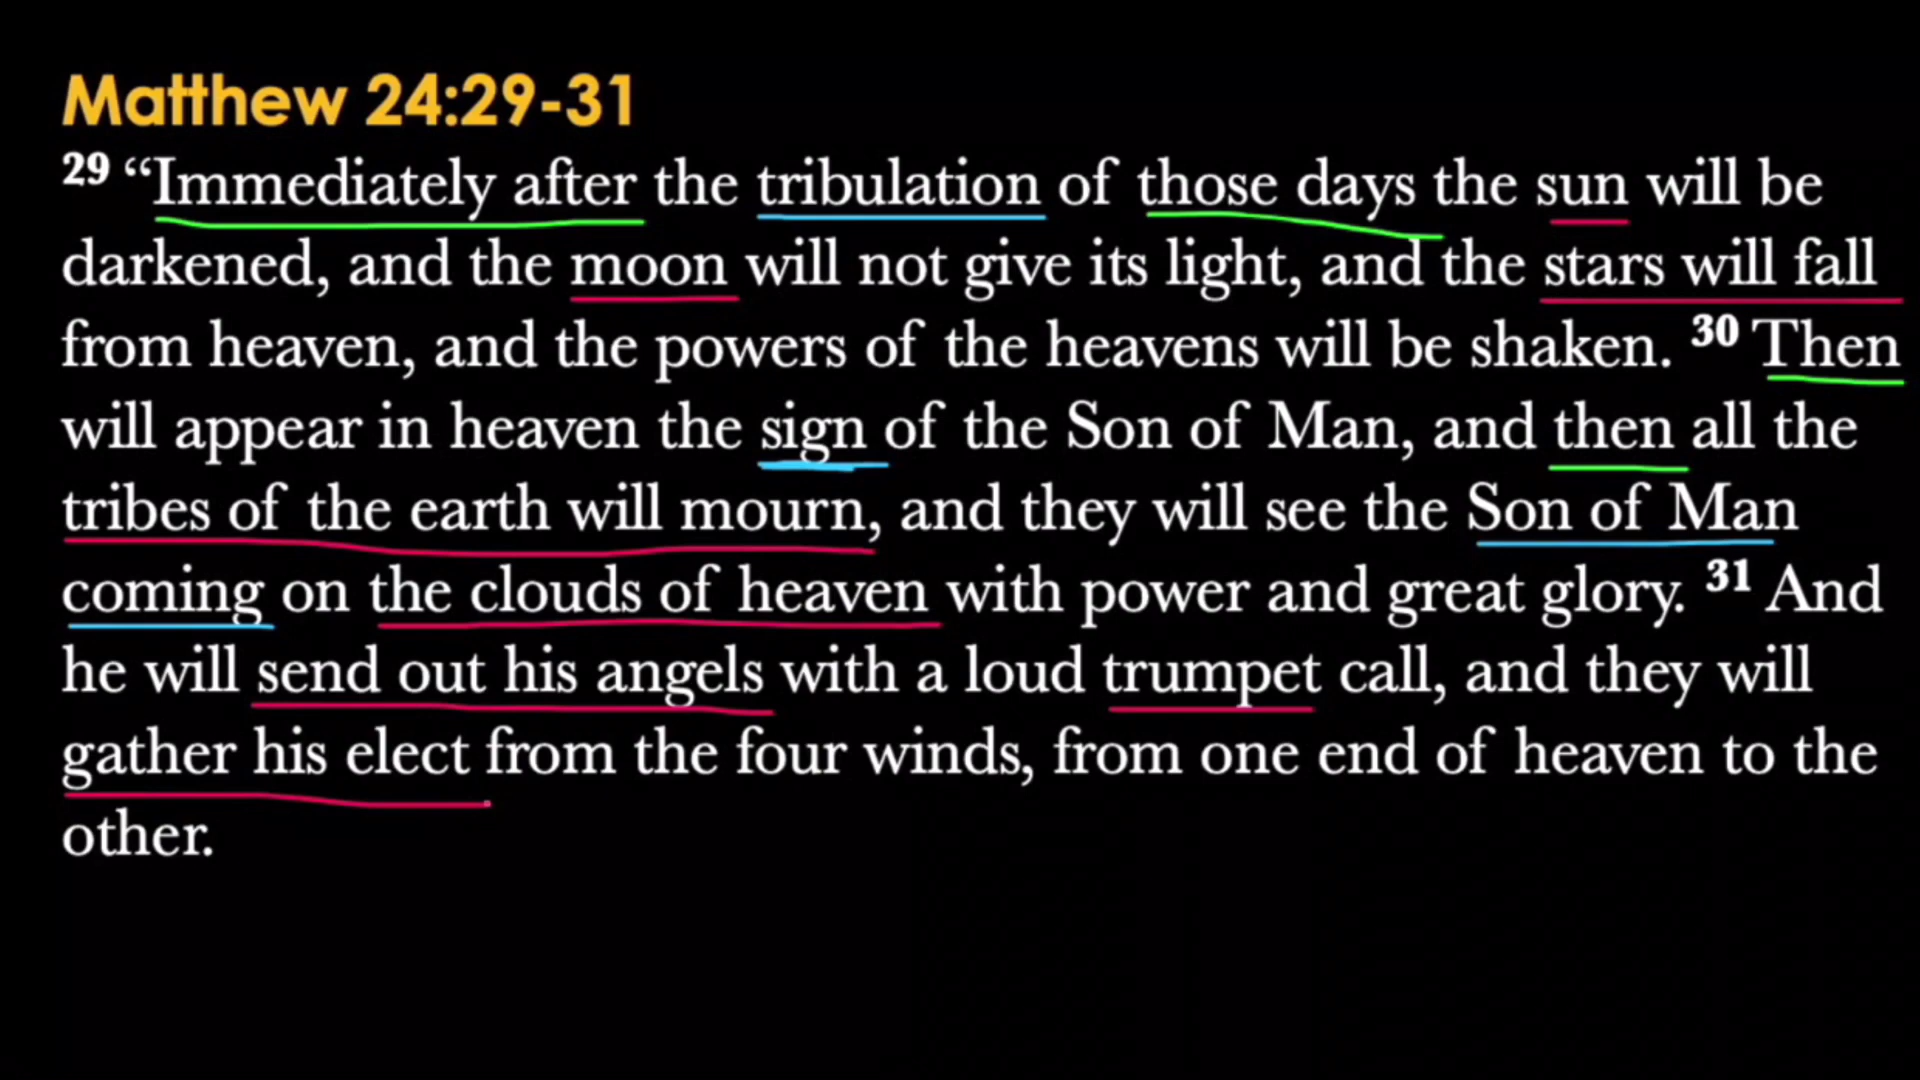 Matthew 24:29-31
29 “Immediately after the tribulation of those days the sun will be
darkened, and the moon will not give its light, and the stars will fall
from heaven, and the powers of the heavens will be shaken. 30 Then
will appear in heaven the sign of the Son of Man, and then all the
tribes of the earth will mourn, and they will see the Son of Man
coming on the clouds of heaven with power and great glory. 31 And
he will send out his angels with a loud trumpet call, and they will
gather his elect from the four winds, from one end of heaven to the
other.